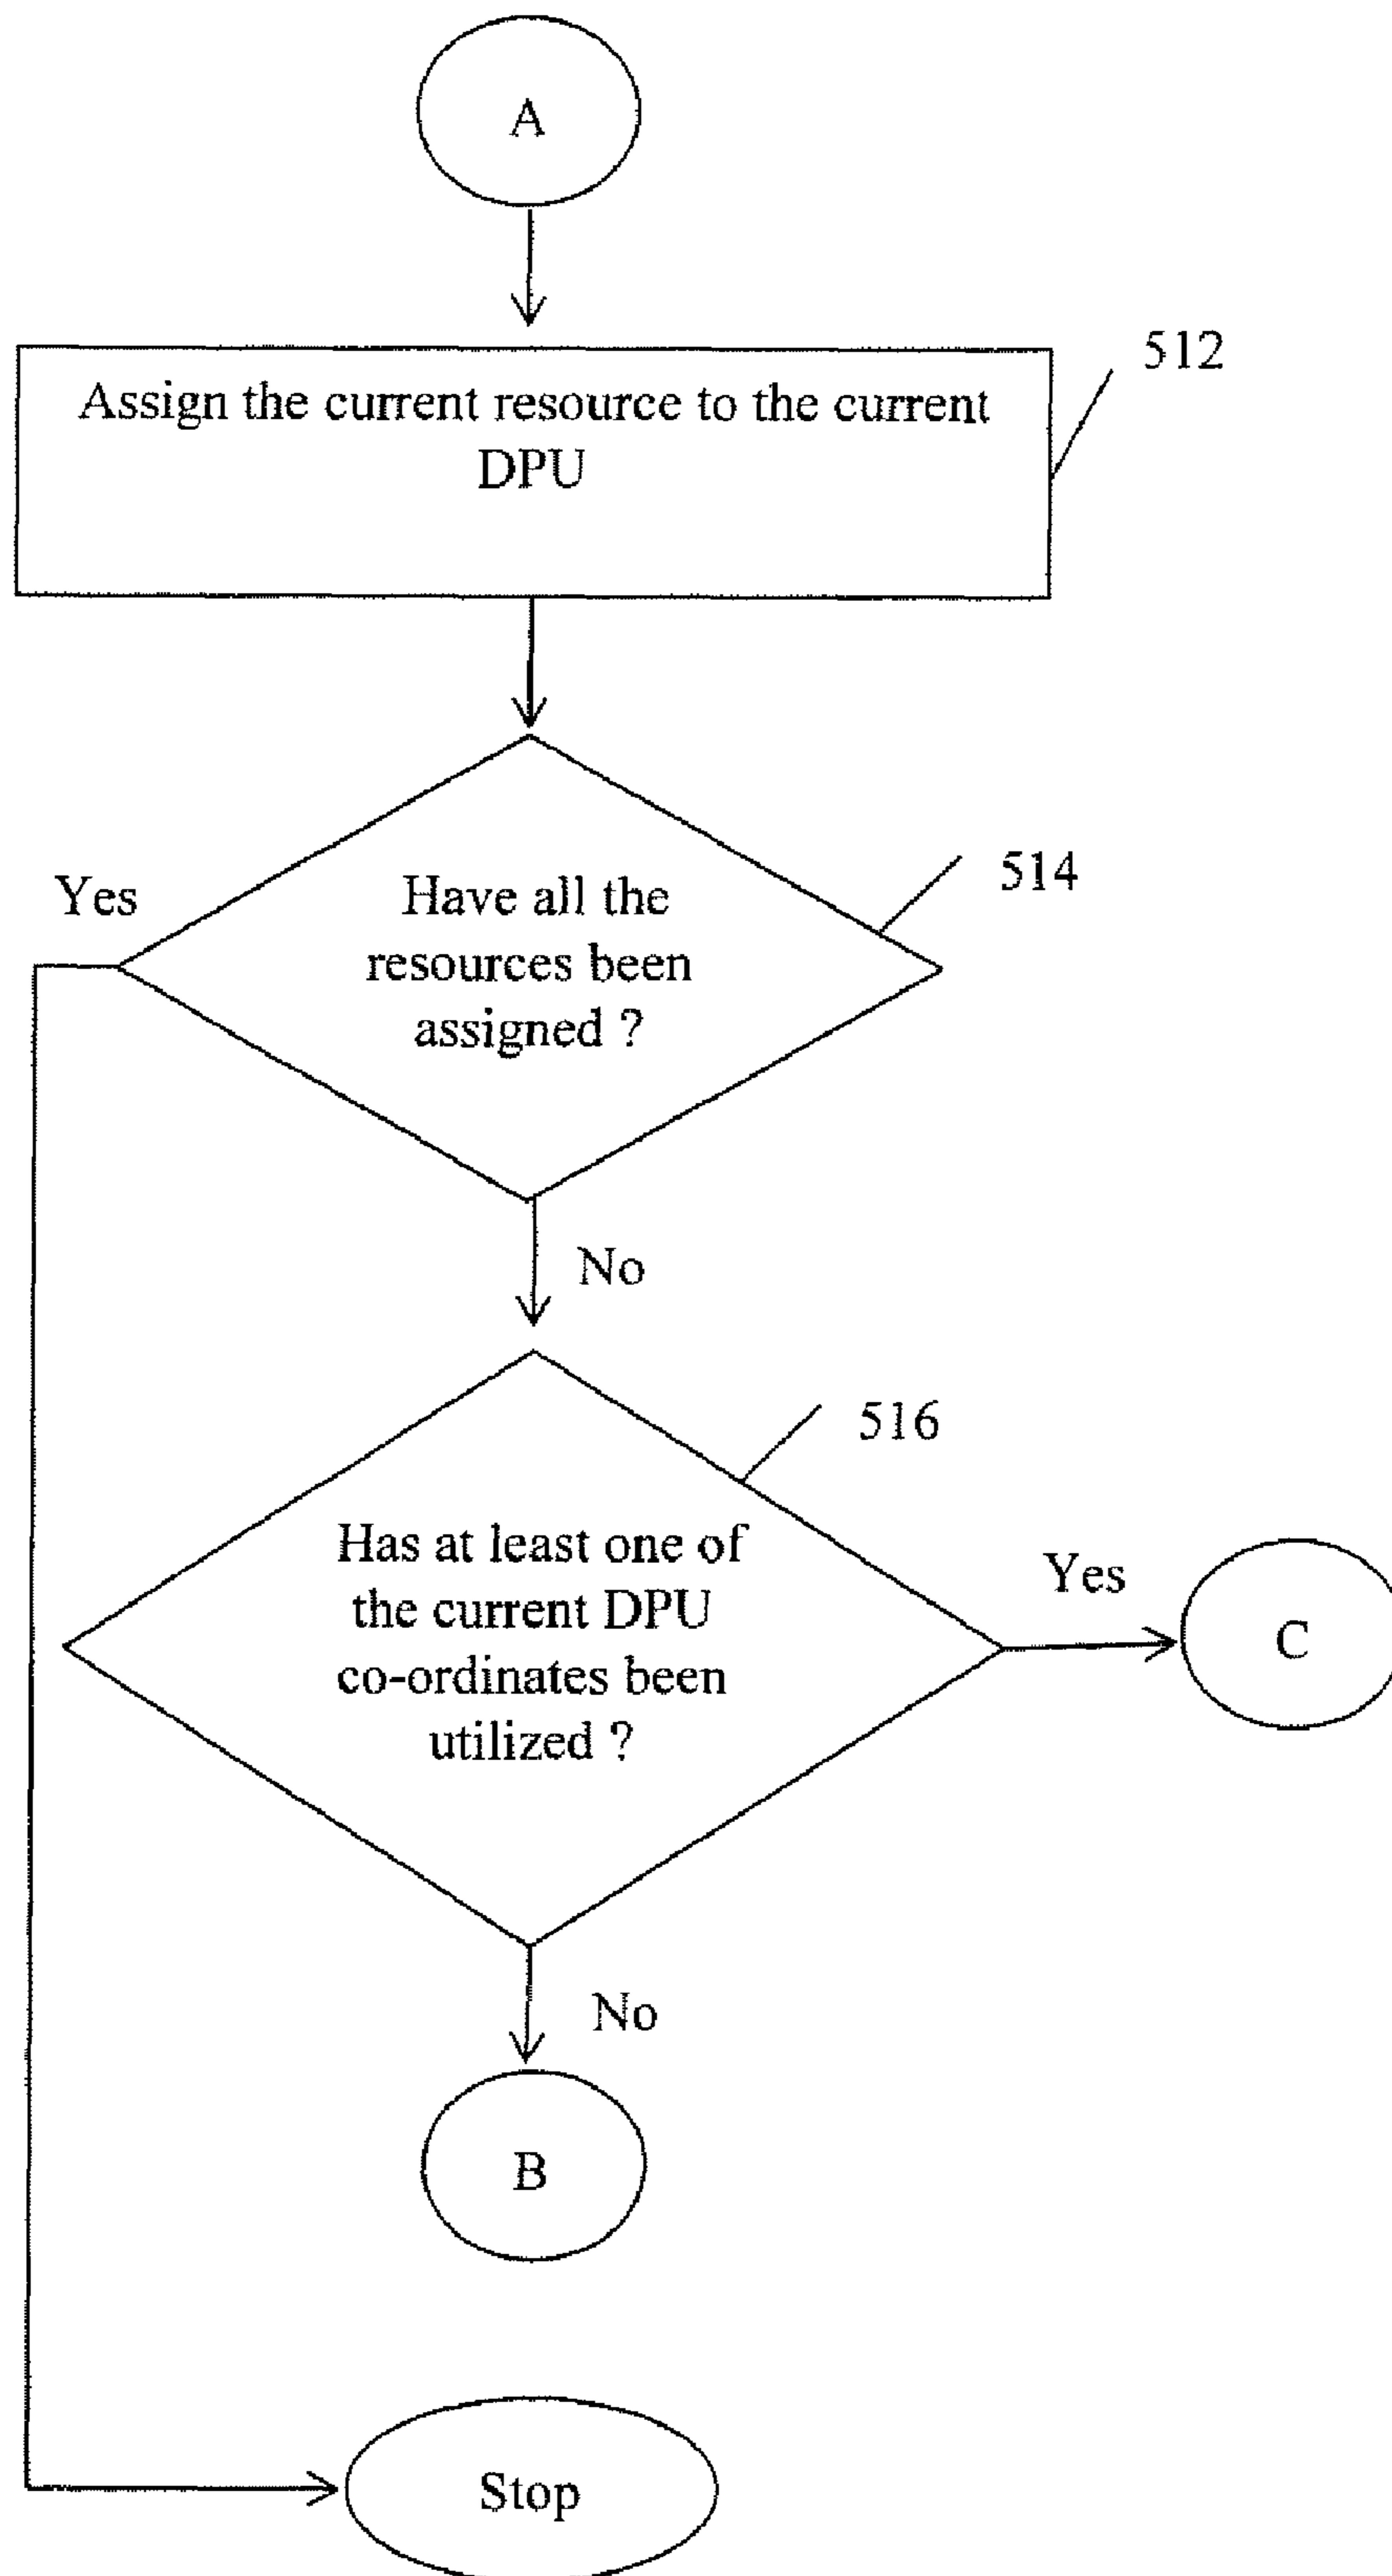 A
512
Assign the current resource to the current
DPU
514
Yes
Have all the
resources been
assigned ?
No
516
Has at least one of
the current DPU
co-ordinates been
utilized ?
Yes
C
No
B
Stop